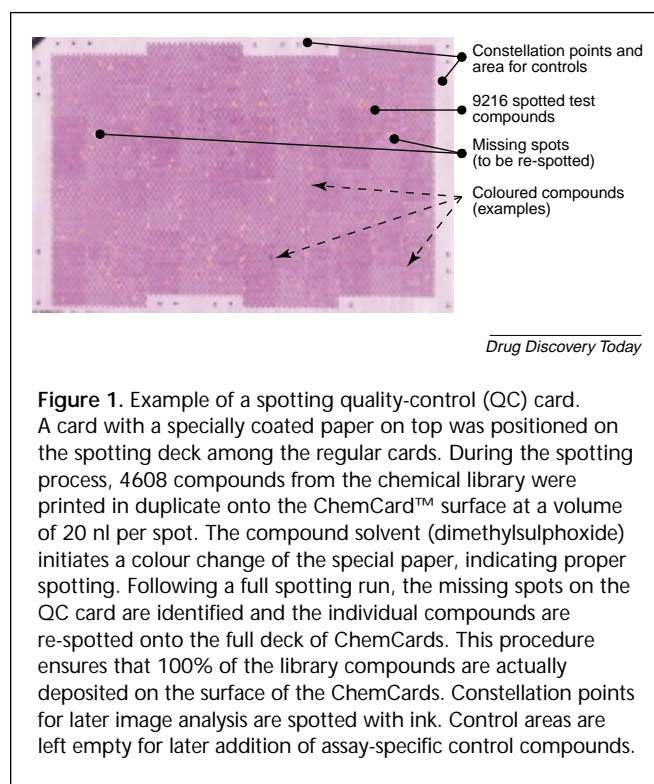 Constellation points and
area for controls
9216 spotted test
compounds
Missing spots
(to be re-spotted)
Coloured compounds
(examples)
Drug Discovery Today
Figure 1. Example of a spotting quality-control (QC) card.
A card with a specially coated paper on top was positioned on
the spotting deck among the regular cards. During the spotting
process, 4608 compounds from the chemical library were
printed in duplicate onto the ChemCard™ surface at a volume
of 20 nl per spot. The compound solvent (dimethylsulphoxide)
initiates a colour change of the special paper, indicating proper
spotting. Following a full spotting run, the missing spots on the
QC card are identified and the individual compounds are
re-spotted onto the full deck of ChemCards. This procedure
ensures that 100% of the library compounds are actually
deposited on the surface of the ChemCards. Constellation points
for later image analysis are spotted with ink. Control areas are
left empty for later addition of assay-specific control compounds.